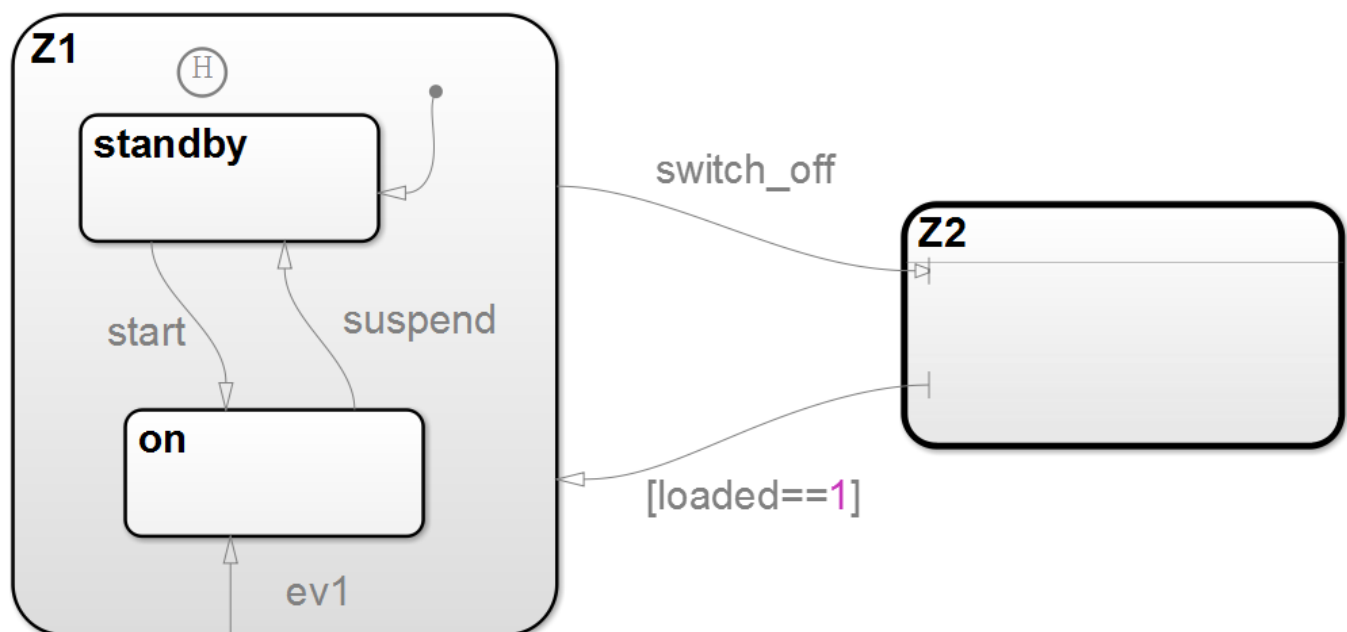 Z1
H
standby
switch_off
Z2
start
suspend
on
[loaded==1]
ev1